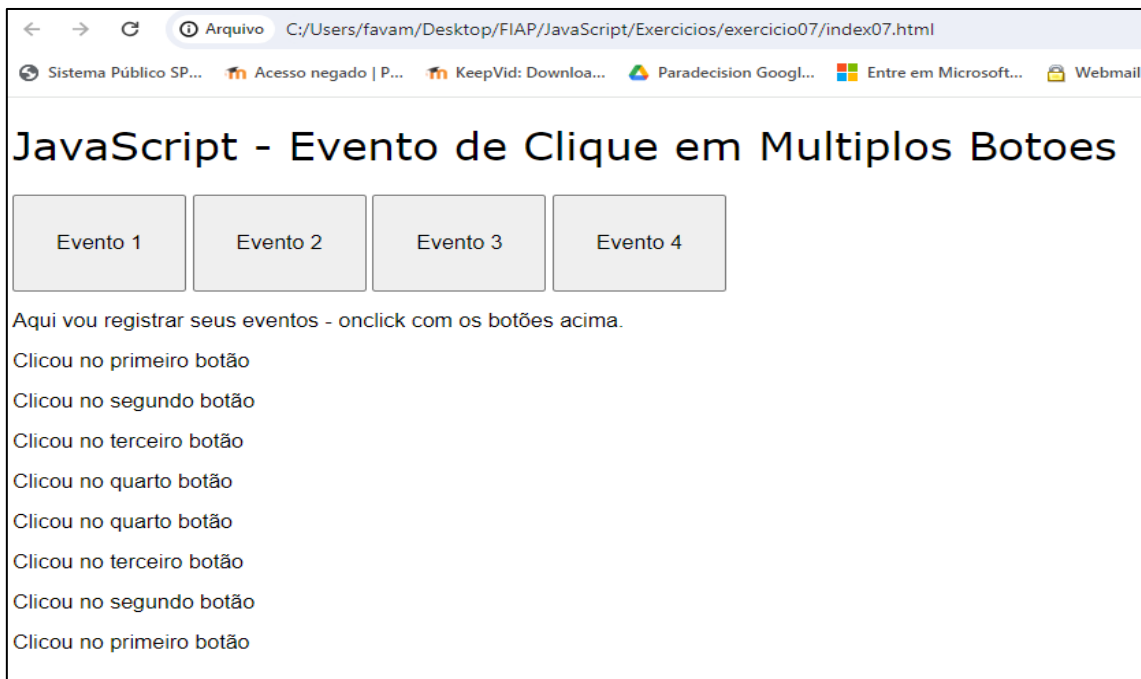 Arquivo C:/Users/favam/Desktop/FIAP/JavaScript/Exercicios/exercicio07/index07.html
Sistema Público SP... Acesso negado | P... KeepVid: Downloa... Paradecision Googl... Entre em Microsoft... Webmail
JavaScript - Evento de Clique em Multiplos Botoes
Evento 1 Evento 2 Evento 3 Evento 4
Aqui vou registrar seus eventos - onclick com os botões acima.
Clicou no primeiro botão
Clicou no segundo botão
Clicou no terceiro botão
Clicou no quarto botão
Clicou no quarto botão
Clicou no terceiro botão
Clicou no segundo botão
Clicou no primeiro botão